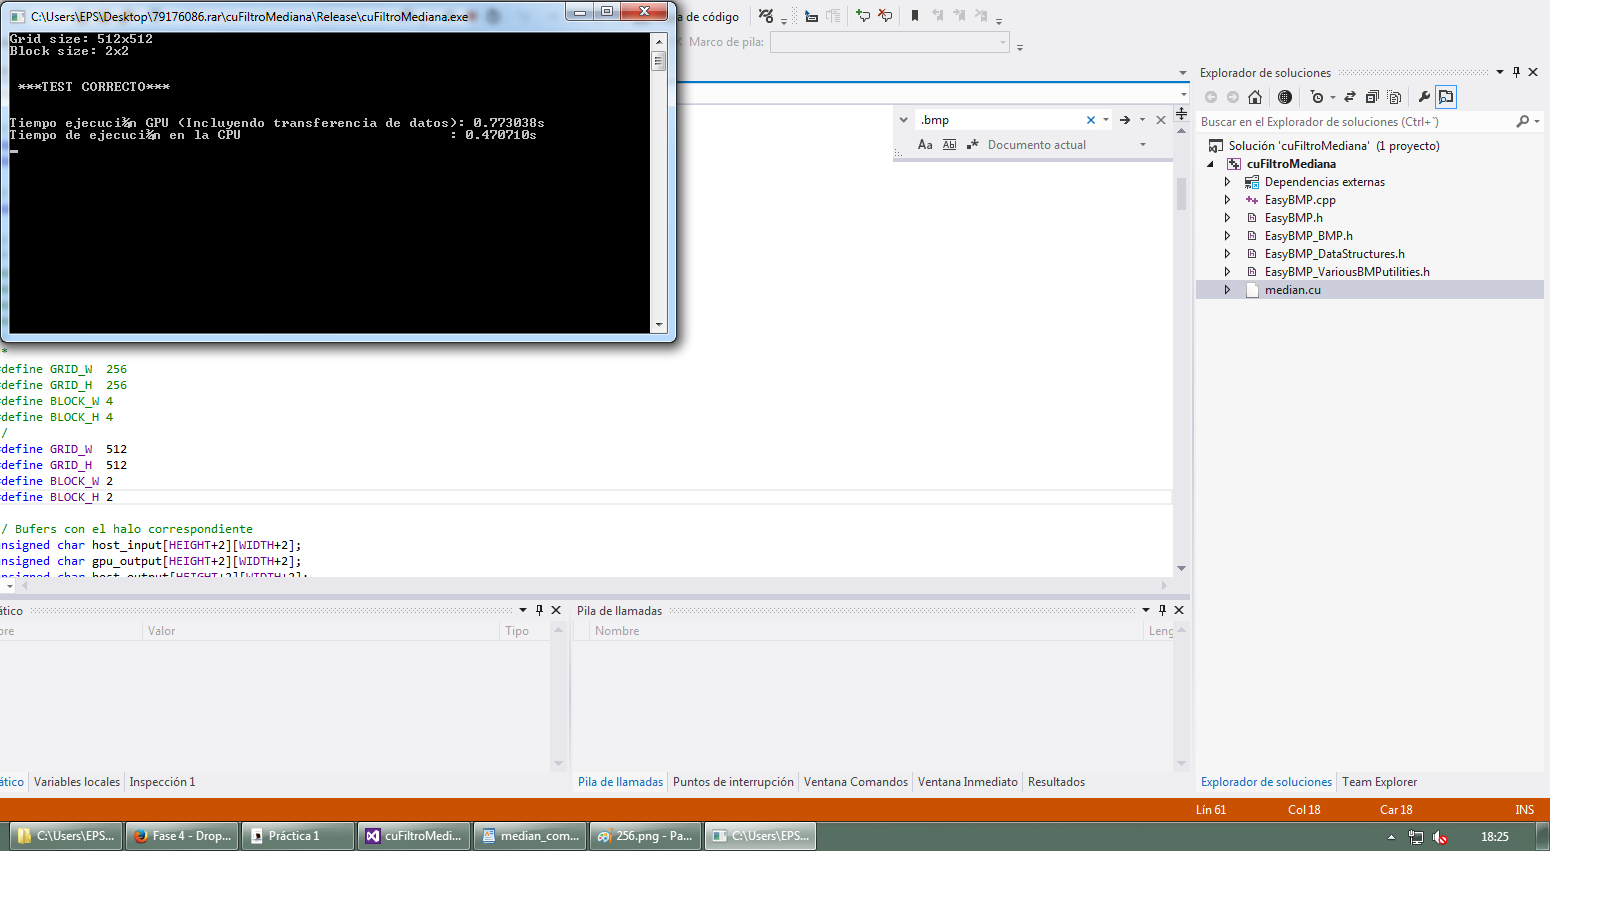 C:\Users\EPS\Desktop\79176086.rar\cuFiltroMediana\Release\cuFiltroMediana.exe
Grid size: 512x512
Block size: 2x2
***TEST CORRECTO***
Tiempo ejecuci¾n GPU (Incluyendo transferencia de datos): 0.773038s
Tiempo de ejecuci¾n en la CPU : 0.470710s
a de código
Marco de pila:
.bmp
Aa Ab Documento actual
*
define GRID_W 256
define GRID_H 256
define BLOCK_W 4
define BLOCK_H 4
/
define GRID_W 512
define GRID_H 512
define BLOCK_W 2
define BLOCK_H 2
/ Bufers con el halo correspondiente
nsigned char host_input[HEIGHT+2][WIDTH+2];
nsigned char gpu_output[HEIGHT+2][WIDTH+2];
nsigned char host_output[HEIGHT+2][WIDTH+2];
Explorador de soluciones
Buscar en el Explorador de soluciones (Ctrl+`)
Solución 'cuFiltroMediana' (1 proyecto)
cuFiltroMediana
Dependencias externas
EasyBMP.cpp
EasyBMP.h
EasyBMP_BMP.h
EasyBMP_DataStructures.h
EasyBMP_VariousBMPutilities.h
median.cu
ático
bre Valor Tipo
Pila de llamadas
Nombre Leng
ático Variables locales Inspección 1
Pila de llamadas Puntos de interrupción Ventana Comandos Ventana Inmediato Resultados
Explorador de soluciones Team Explorer
Lín 61 Col 18 Car 18 INS
C:\Users\EPS... Fase 4 - Drop... Práctica 1 cuFiltroMedi... median_com... 256.png - Pa... C:\Users\EPS... 18:25